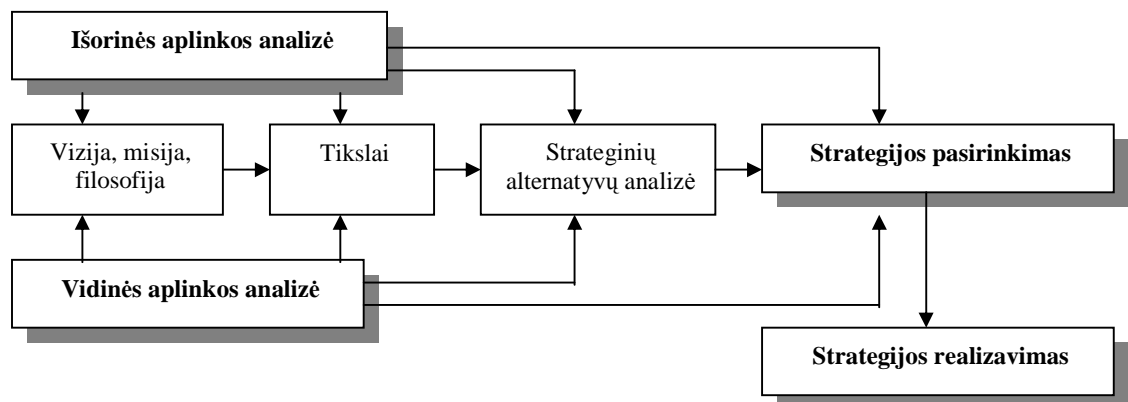 Išorinės aplinkos analizė
Vizija, misija,
filosofija
Tikslai
Strateginių
alternatyvų analizė
Strategijos pasirinkimas
Vidinės aplinkos analizė
Strategijos realizavimas